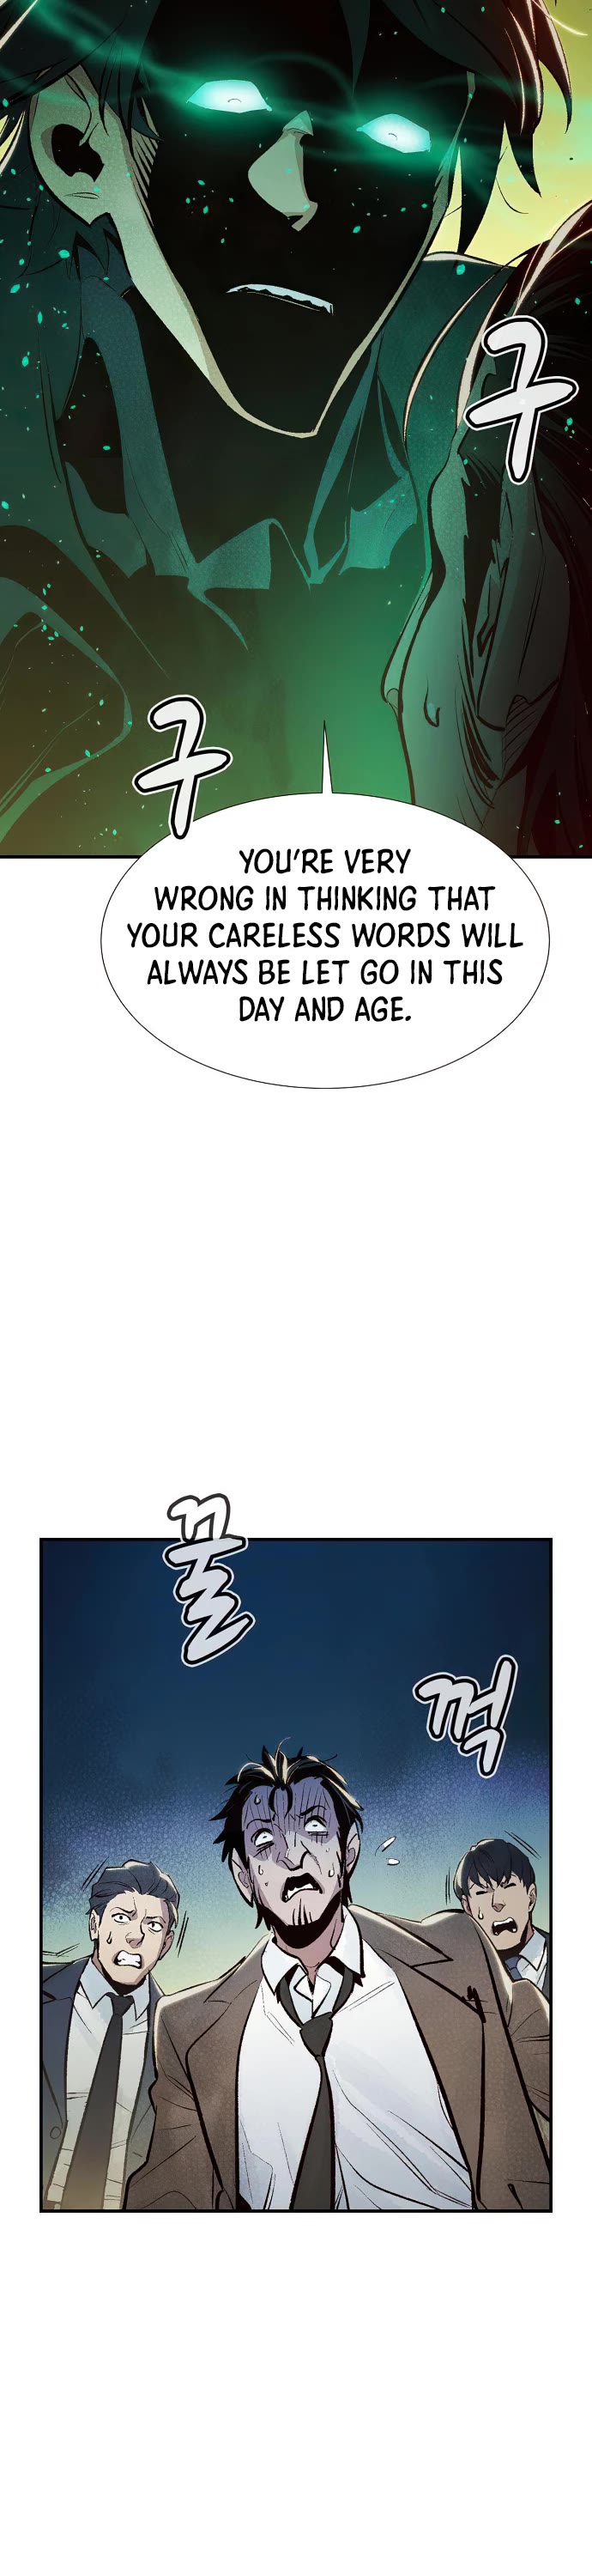 구
구
YOU'RE VERY
WRONG IN THINKING THAT
YOUR CARELESS WORDS WILL
ALWAYS BE LET GO IN THIS
DAY AND AGE.
꿀
꺽